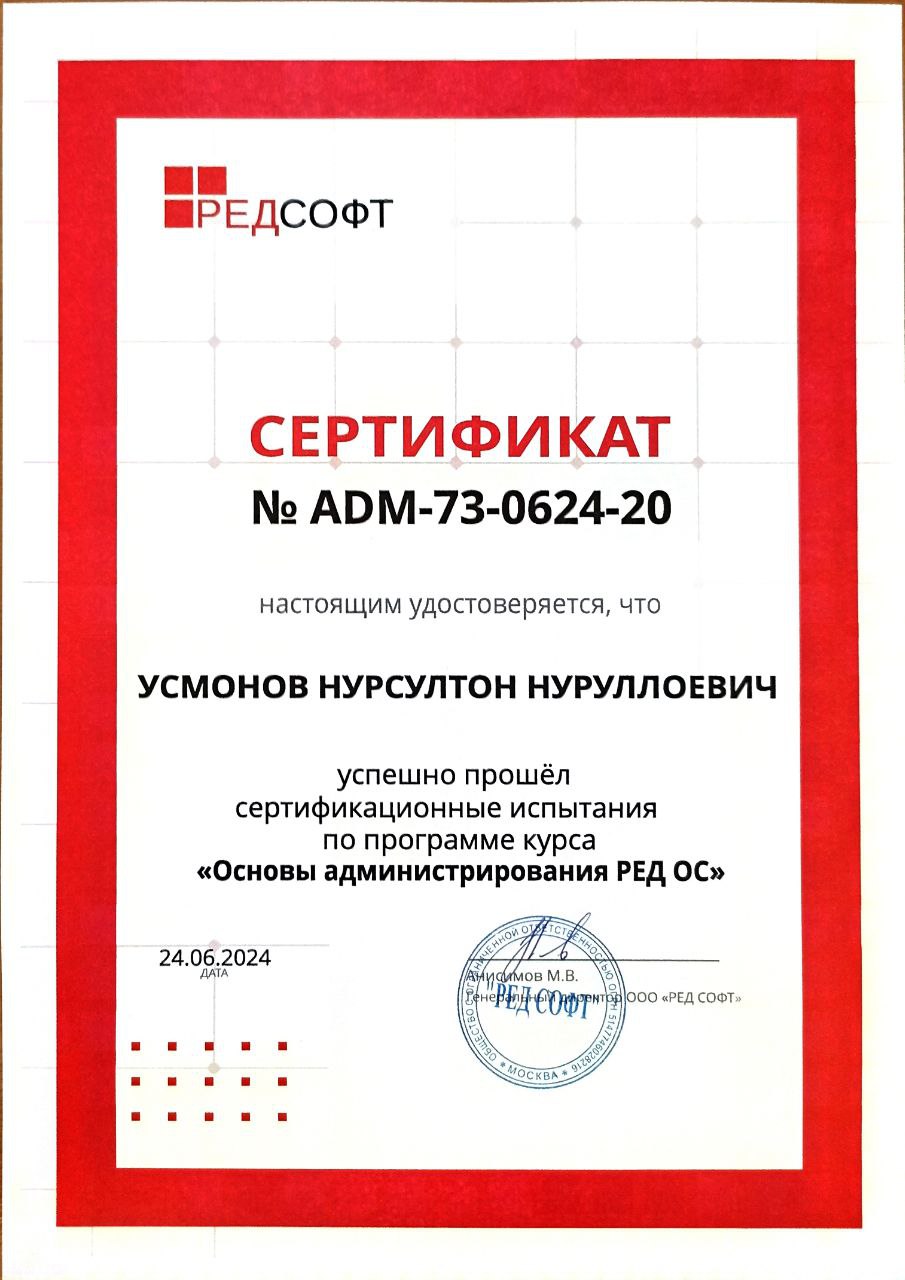 РЕДСОФТ
СЕРТИФИКАТ
№ ADM-73-0624-20
настоящим удостоверяется, что
УСМОНОВ НУРСУЛТОН НУРУЛЛОЕВИЧ
успешно прошёл
сертификационные испытания
по программе курса
«Основы администрирования РЕД ОС»
24.06.2024
ДАТА
Анисимов М.В.
Генеральный директор ООО «РЕД СОФТ»
ОБЩЕСТВО С ОГРАНИЧЕННОЙ ОТВЕТСТВЕННОСТЬЮ ОГРН 5147746028216
"РЕД СОФТ"
* МОСКВА *